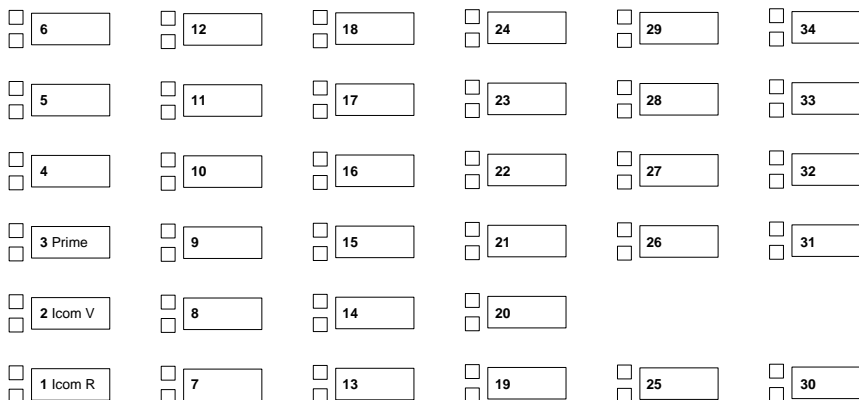 6 12 18 24 29 34
5 11 17 23 28 33
4 10 16 22 27 32
3 Prime 9 15 21 26 31
2 Icom V 8 14 20
1 Icom R 7 13 19 25 30